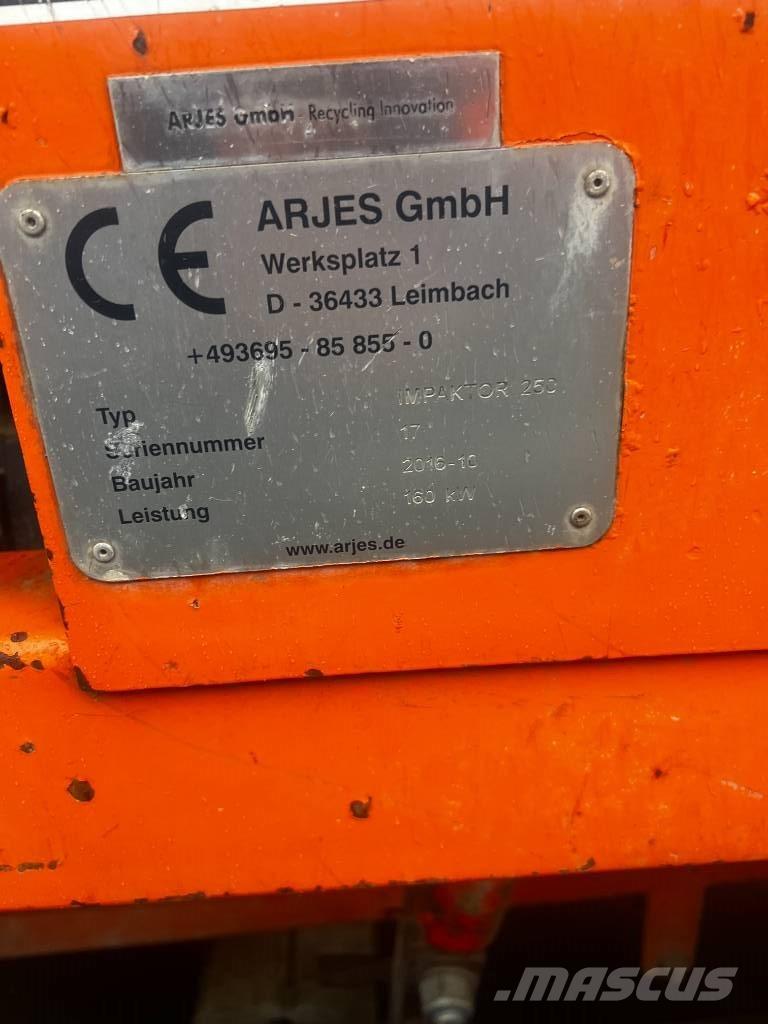 ARJES GmbH - Recycling Innovation
CE
ARJES GmbH
Werksplatz 1
D - 36433 Leimbach
+493695 - 85 855 - 0
Typ IMPAKTOR 250
Seriennummer 17
Baujahr 2016-10
Leistung 160 kW
www.arjes.de
MASCUS